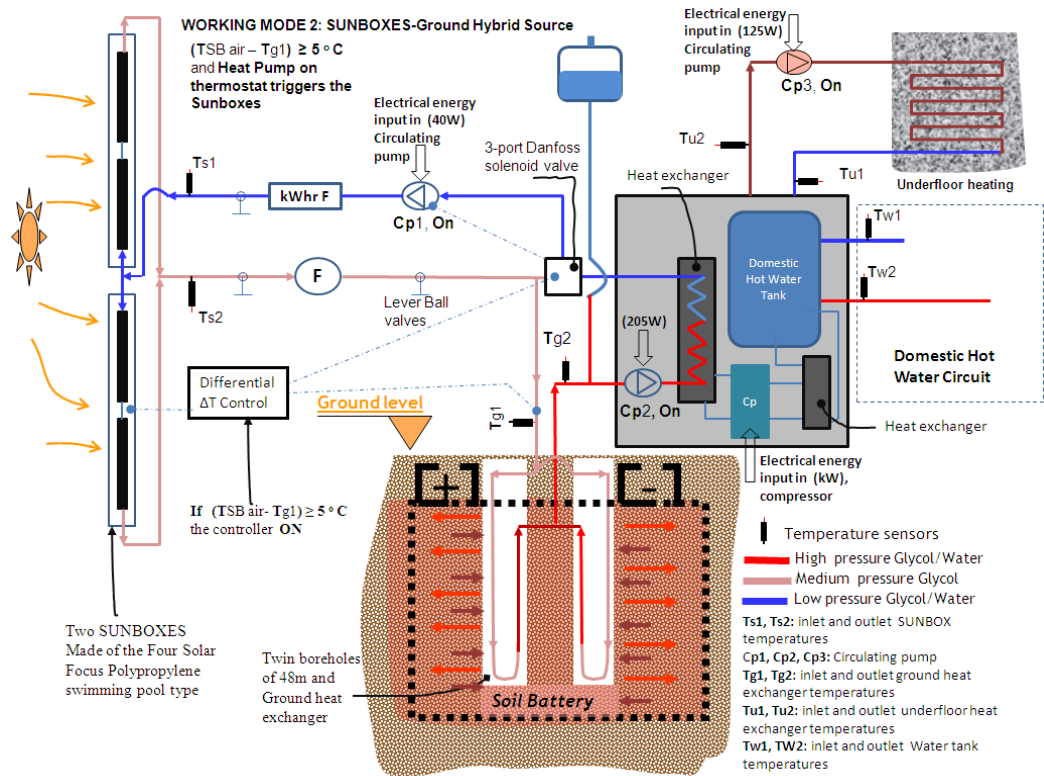 WORKING MODE 2: SUNBOXES-Ground Hybrid Source
(TSB air – Tg1) ≥ 5 °C
and Heat Pump on
thermostat triggers the
Sunboxes
Electrical energy
input in (40W)
Circulating
pump
3-port Danfoss
solenoid valve
Electrical energy
input in (125W)
Circulating
pump
Cp3, On
Tu2
Tu1
Underfloor heating
Ts1
kWhr F
Cp1, On
Heat exchanger
Tw1
Tw2
Domestic
Hot Water
Tank
Domestic Hot
Water Circuit
F
Ts2
Lever Ball
valves
(205W)
Tg2
Cp2, On
Cp
Heat exchanger
Differential
ΔT Control
Ground level
Tg1
Electrical energy
input in (kW),
compressor
If (TSB air- Tg1) ≥ 5 °C
the controller ON
+
-
Two SUNBOXES
Made of the Four Solar
Focus Polypropylene
swimming pool type
Twin boreholes
of 48m and
Ground heat
exchanger
Soil Battery
Temperature sensors
High pressure Glycol/Water
Medium pressure Glycol
Low pressure Glycol/Water
Ts1, Ts2: inlet and outlet SUNBOX
temperatures
Cp1, Cp2, Cp3: Circulating pump
Tg1, Tg2: inlet and outlet ground heat
exchanger temperatures
Tu1, Tu2: inlet and outlet underfloor heat
exchanger temperatures
Tw1, TW2: inlet and outlet Water tank
temperatures